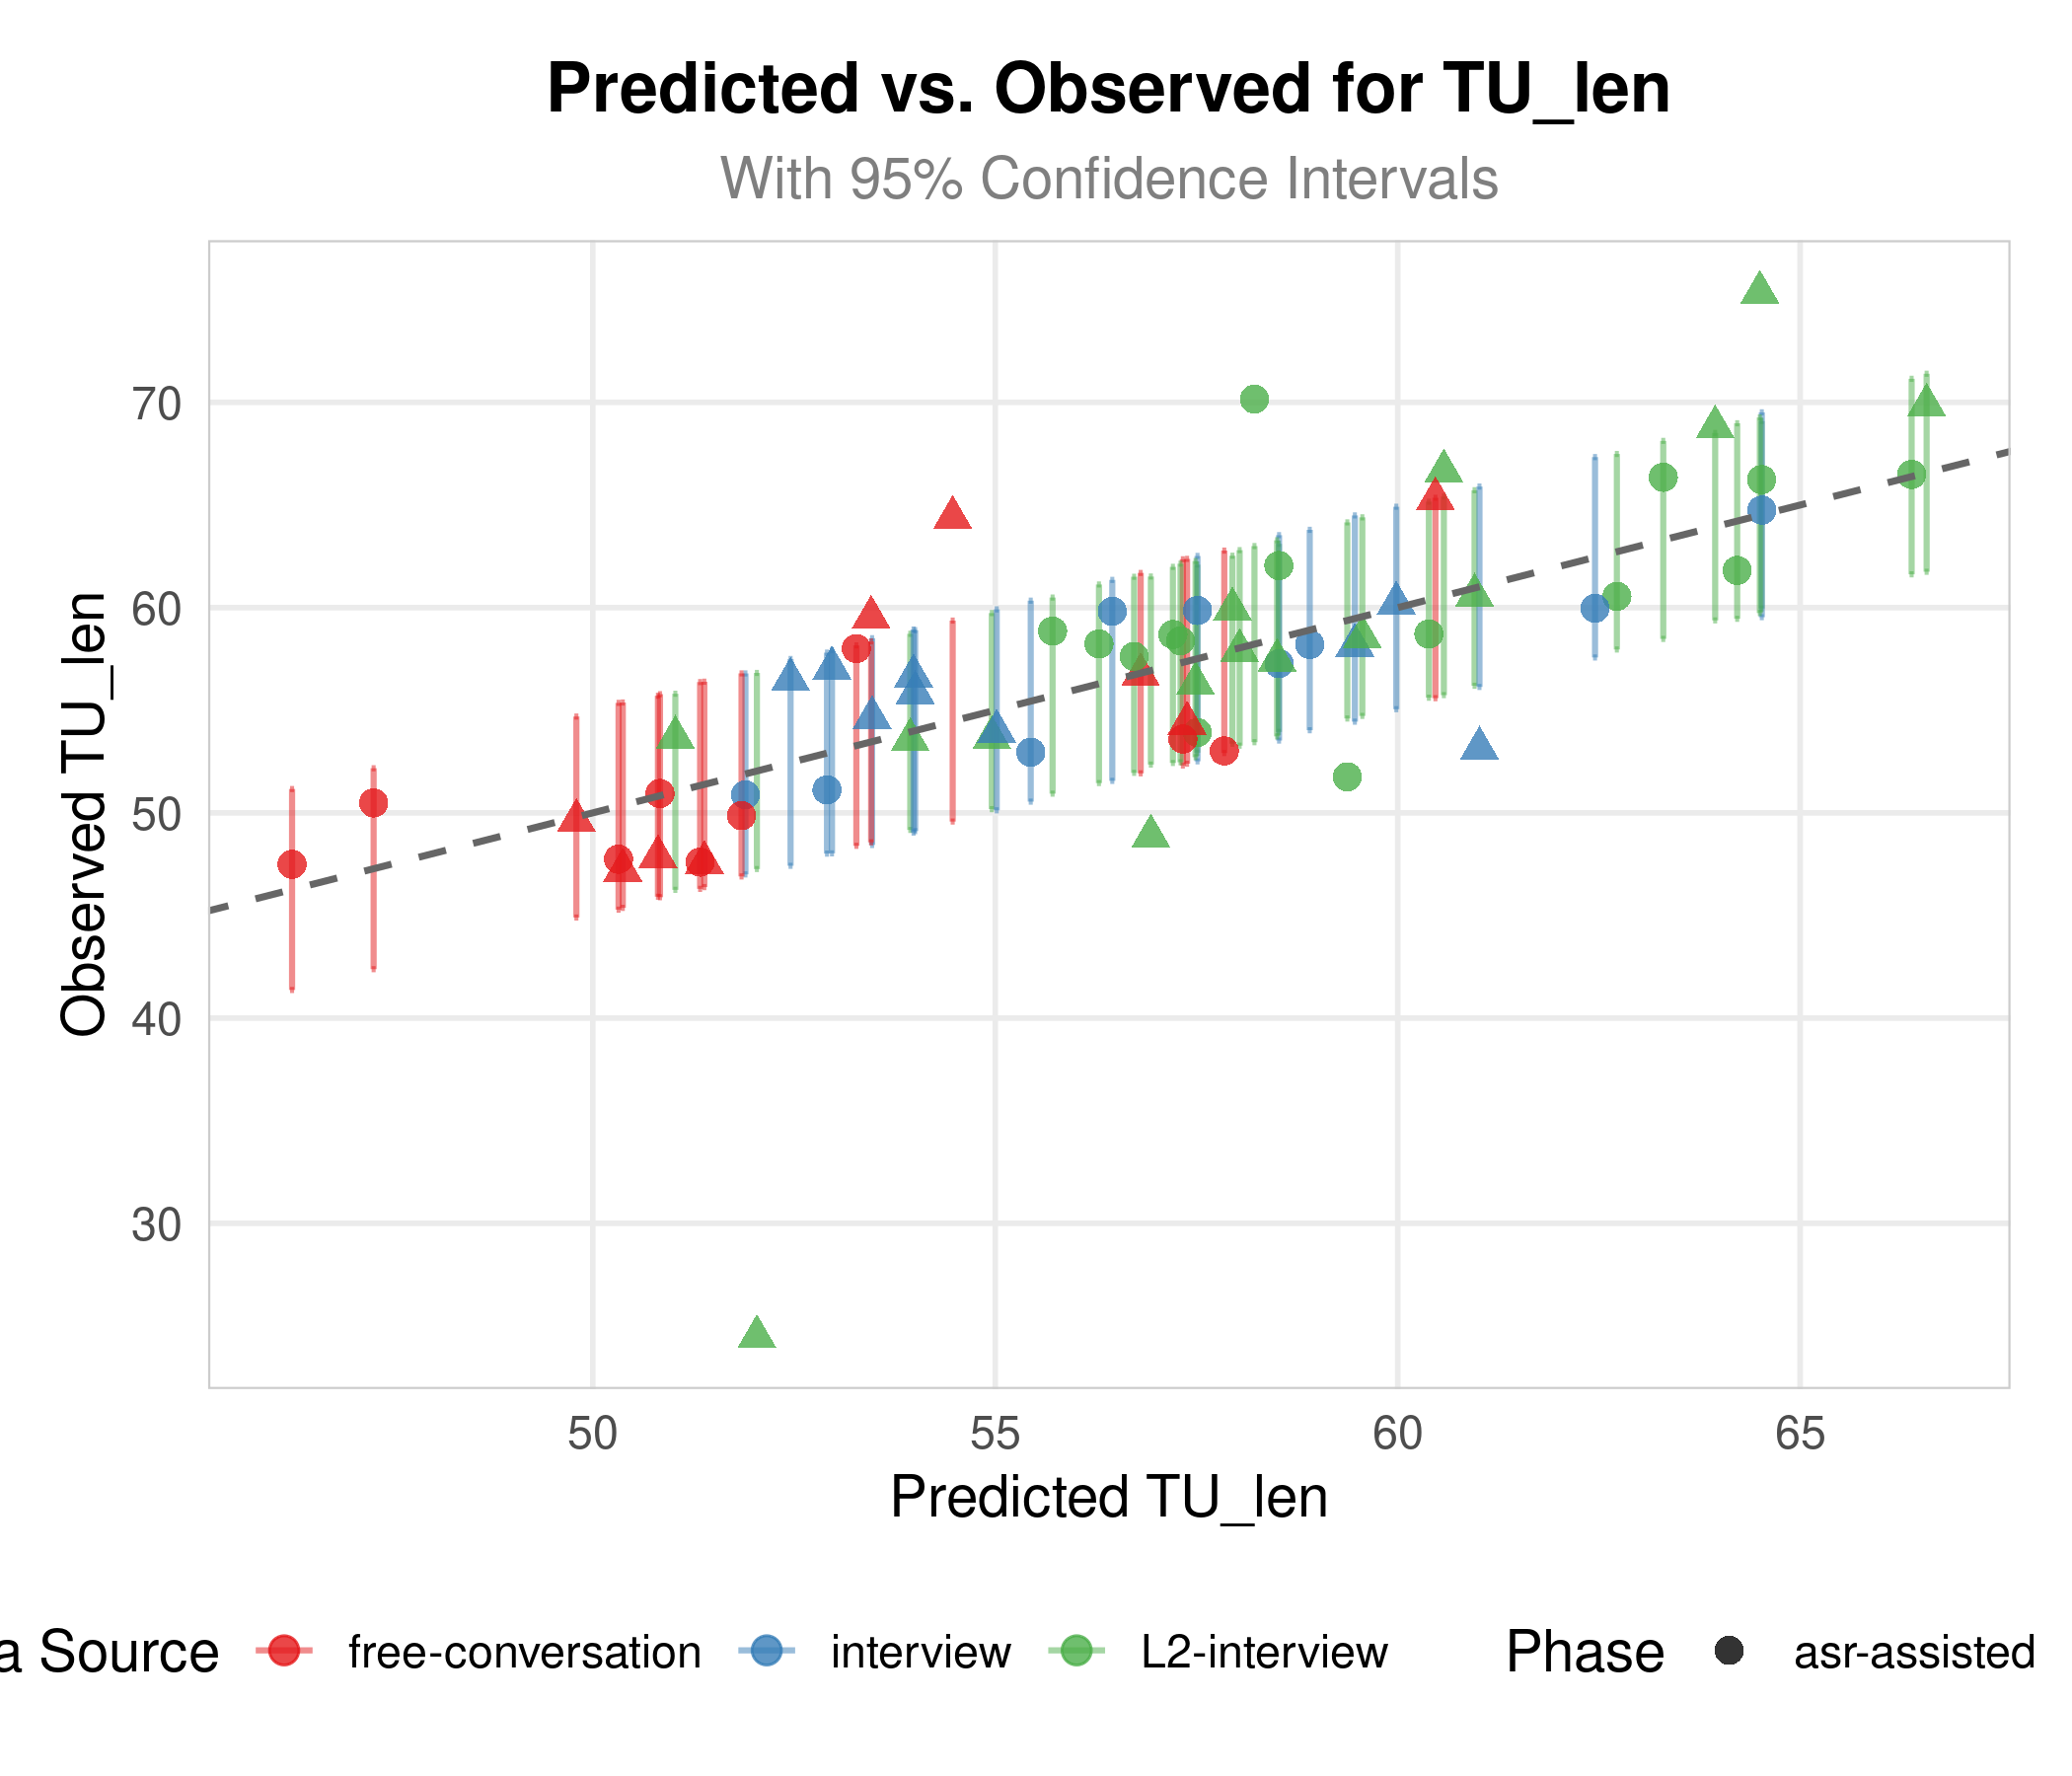 Predicted vs. Observed for TU_len
With 95% Confidence Intervals
Observed TU_len
70
60
50
40
30
50 55 60 65
Predicted TU_len
a Source free-conversation interview L2-interview Phase asr-assisted